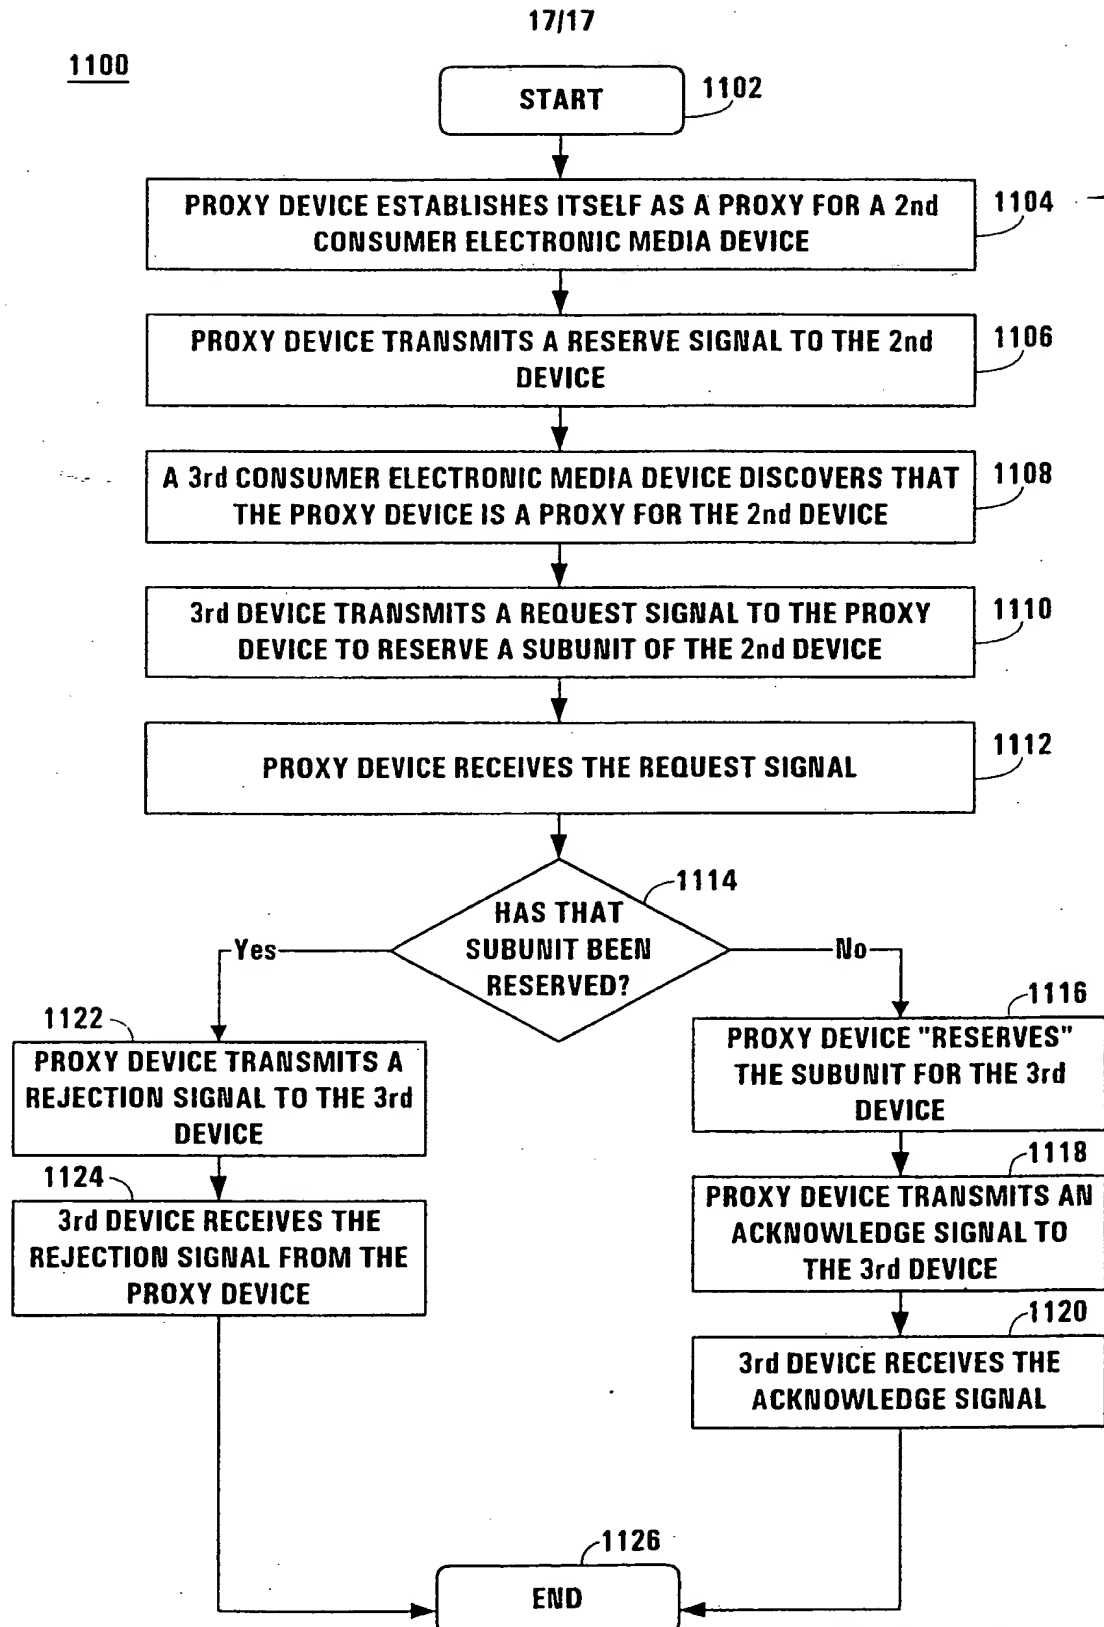 17/17
1100
START
1102
PROXY DEVICE ESTABLISHES ITSELF AS A PROXY FOR A 2nd
CONSUMER ELECTRONIC MEDIA DEVICE
1104
PROXY DEVICE TRANSMITS A RESERVE SIGNAL TO THE 2nd
DEVICE
1106
A 3rd CONSUMER ELECTRONIC MEDIA DEVICE DISCOVERS THAT
THE PROXY DEVICE IS A PROXY FOR THE 2nd DEVICE
1108
3rd DEVICE TRANSMITS A REQUEST SIGNAL TO THE PROXY
DEVICE TO RESERVE A SUBUNIT OF THE 2nd DEVICE
1110
PROXY DEVICE RECEIVES THE REQUEST SIGNAL
1112
HAS THAT
SUBUNIT BEEN
RESERVED?
1114
Yes
No
1122
PROXY DEVICE TRANSMITS A
REJECTION SIGNAL TO THE 3rd
DEVICE
1124
3rd DEVICE RECEIVES THE
REJECTION SIGNAL FROM THE
PROXY DEVICE
1116
PROXY DEVICE "RESERVES"
THE SUBUNIT FOR THE 3rd
DEVICE
1118
PROXY DEVICE TRANSMITS AN
ACKNOWLEDGE SIGNAL TO
THE 3rd DEVICE
1120
3rd DEVICE RECEIVES THE
ACKNOWLEDGE SIGNAL
1126
END